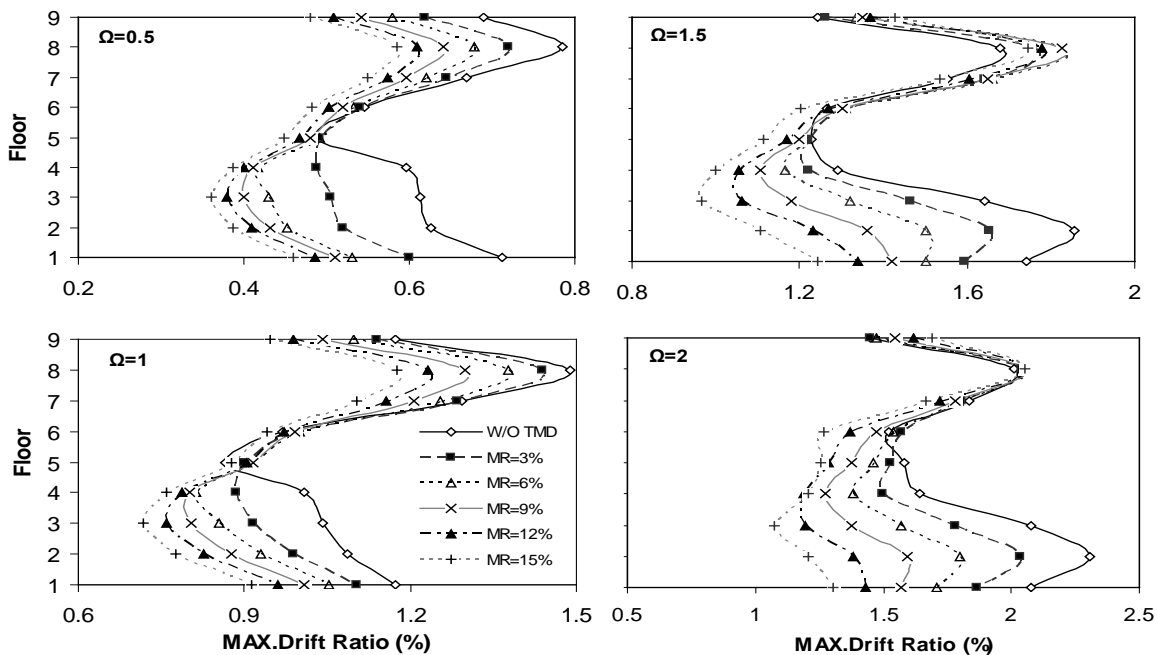 Ω=0.5
Floor
9
8
7
6
5
4
3
2
1
0.2 0.4 0.6 0.8
Ω=1.5
0.8 1.2 1.6 2
Ω=1
Floor
9
8
7
6
5
4
3
2
1
W/O TMD
MR=3%
MR=6%
MR=9%
MR=12%
MR=15%
0.6 0.9 1.2 1.5
MAX.Drift Ratio (%)
Ω=2
0.5 1 1.5 2 2.5
MAX.Drift Ratio (%)